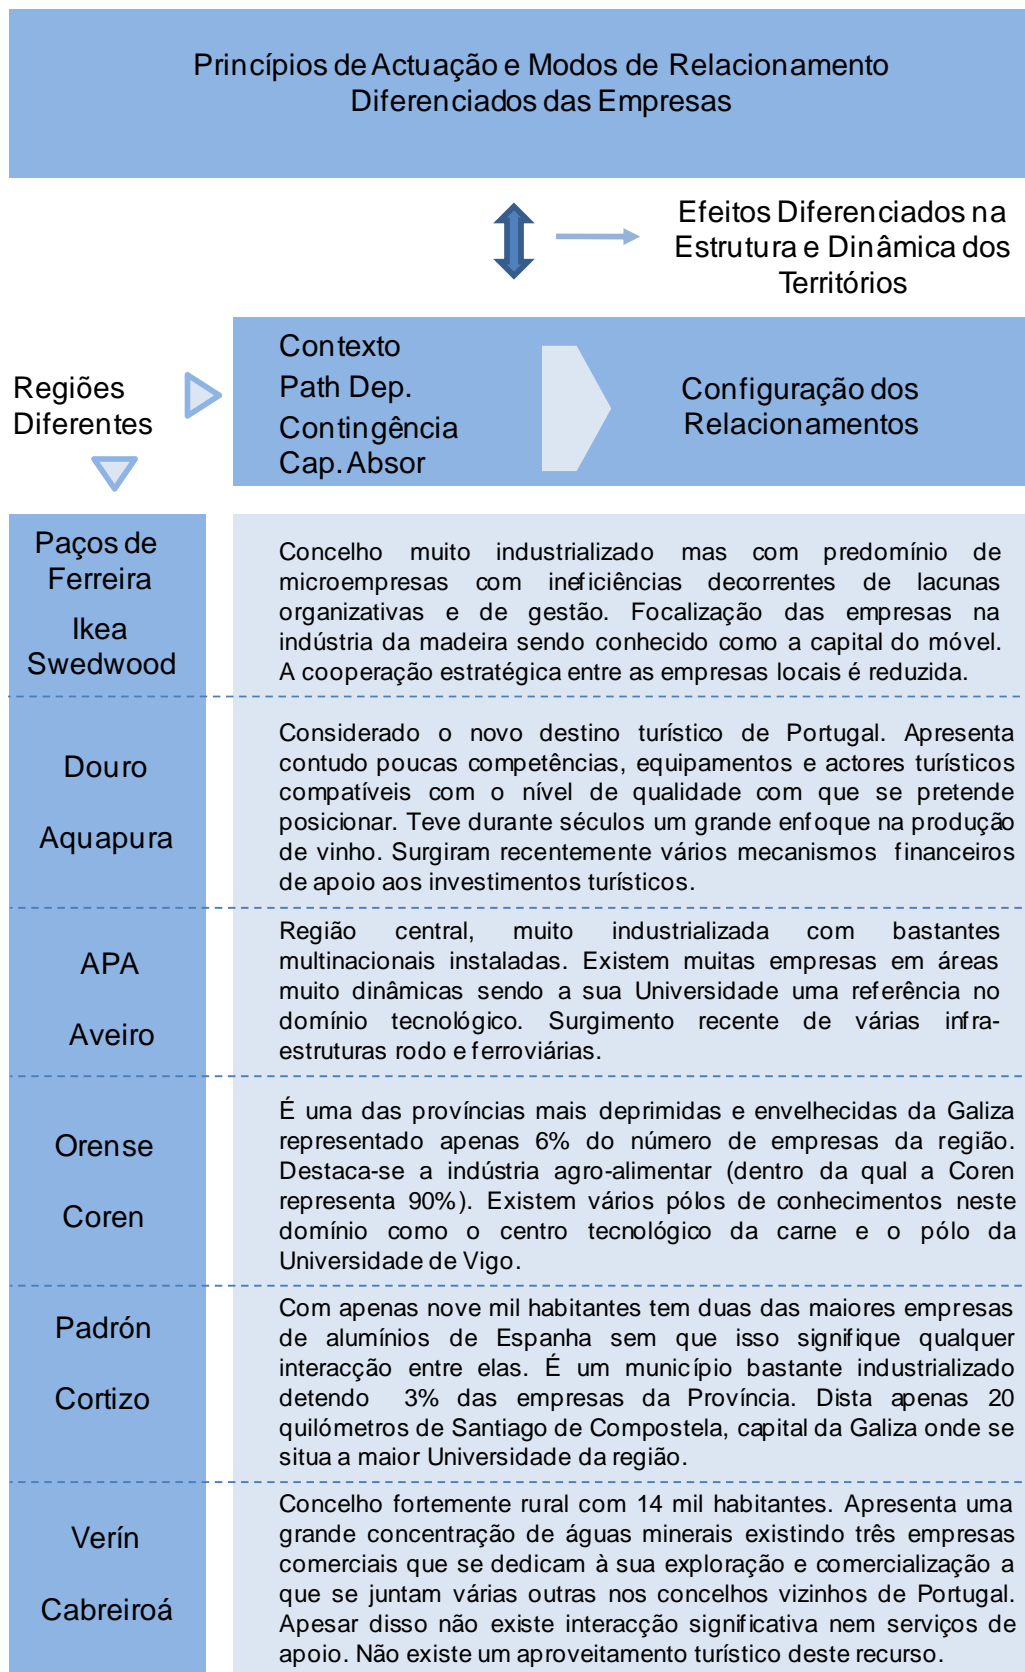 Princípios de Actuação e Modos de Relacionamento
Diferenciados das Empresas
Efeitos Diferenciados na
Estrutura e Dinâmica dos
Territórios
Regiões
Diferentes
Contexto
Path Dep.
Contingência
Cap. Absor
Configuração dos
Relacionamentos
Paços de
Ferreira
Ikea
Swedwood
Concelho muito industrializado mas com predomínio de
microempresas com ineficiências decorrentes de lacunas
organizativas e de gestão. Focalização das empresas na
indústria da madeira sendo conhecido como a capital do móvel.
A cooperação estratégica entre as empresas locais é reduzida.
Douro
Aquapura
Considerado o novo destino turístico de Portugal. Apresenta
contudo poucas competências, equipamentos e actores turísticos
compatíveis com o nível de qualidade com que se pretende
posicionar. Teve durante séculos um grande enfoque na produção
de vinho. Surgiram recentemente vários mecanismos financeiros
de apoio aos investimentos turísticos.
APA
Aveiro
Região central, muito industrializada com bastantes
multinacionais instaladas. Existem muitas empresas em áreas
muito dinâmicas sendo a sua Universidade uma referência no
domínio tecnológico. Surgimento recente de várias infra-
estruturas rodo e ferroviárias.
Orense
Coren
É uma das províncias mais deprimidas e envelhecidas da Galiza
representado apenas 6% do número de empresas da região.
Destaca-se a indústria agro-alimentar (dentro da qual a Coren
representa 90%). Existem vários pólos de conhecimentos neste
domínio como o centro tecnológico da carne e o pólo da
Universidade de Vigo.
Padrón
Cortizo
Com apenas nove mil habitantes tem duas das maiores empresas
de alumínios de Espanha sem que isso signifique qualquer
interacção entre elas. É um município bastante industrializado
detendo 3% das empresas da Província. Dista apenas 20
quilómetros de Santiago de Compostela, capital da Galiza onde se
situa a maior Universidade da região.
Verín
Cabreiroá
Concelho fortemente rural com 14 mil habitantes. Apresenta uma
grande concentração de águas minerais existindo três empresas
comerciais que se dedicam à sua exploração e comercialização a
que se juntam várias outras nos concelhos vizinhos de Portugal.
Apesar disso não existe interacção significativa nem serviços de
apoio. Não existe um aproveitamento turístico deste recurso.